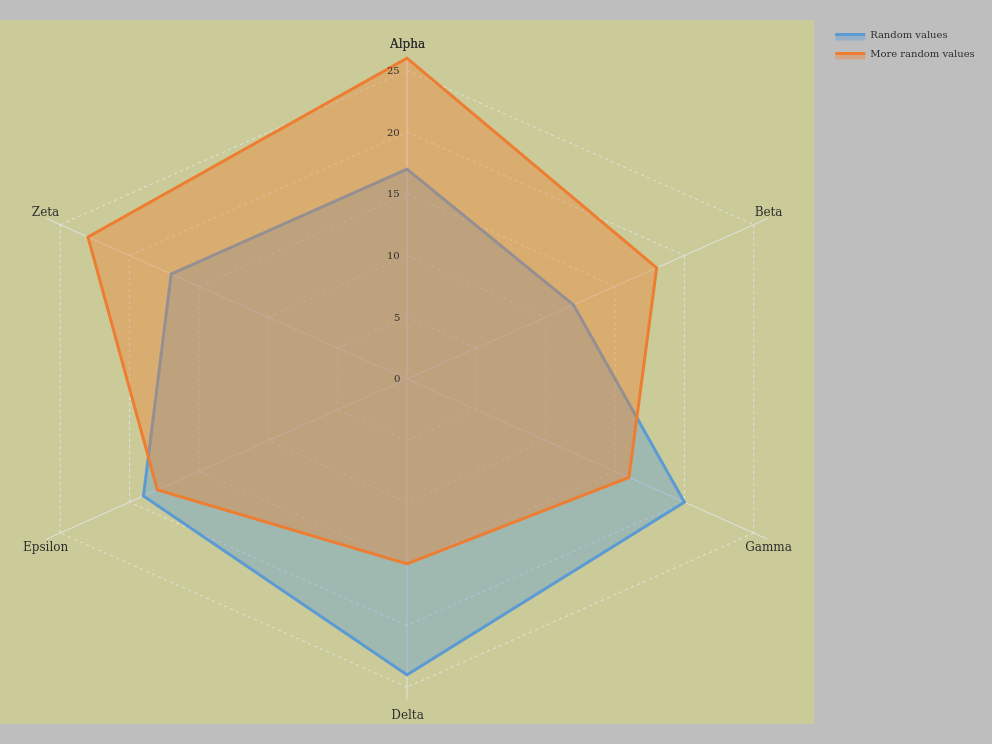 Random values
More random values
Alpha
25
20
15
10
5
0
Zeta
Beta
Epsilon
Gamma
Delta